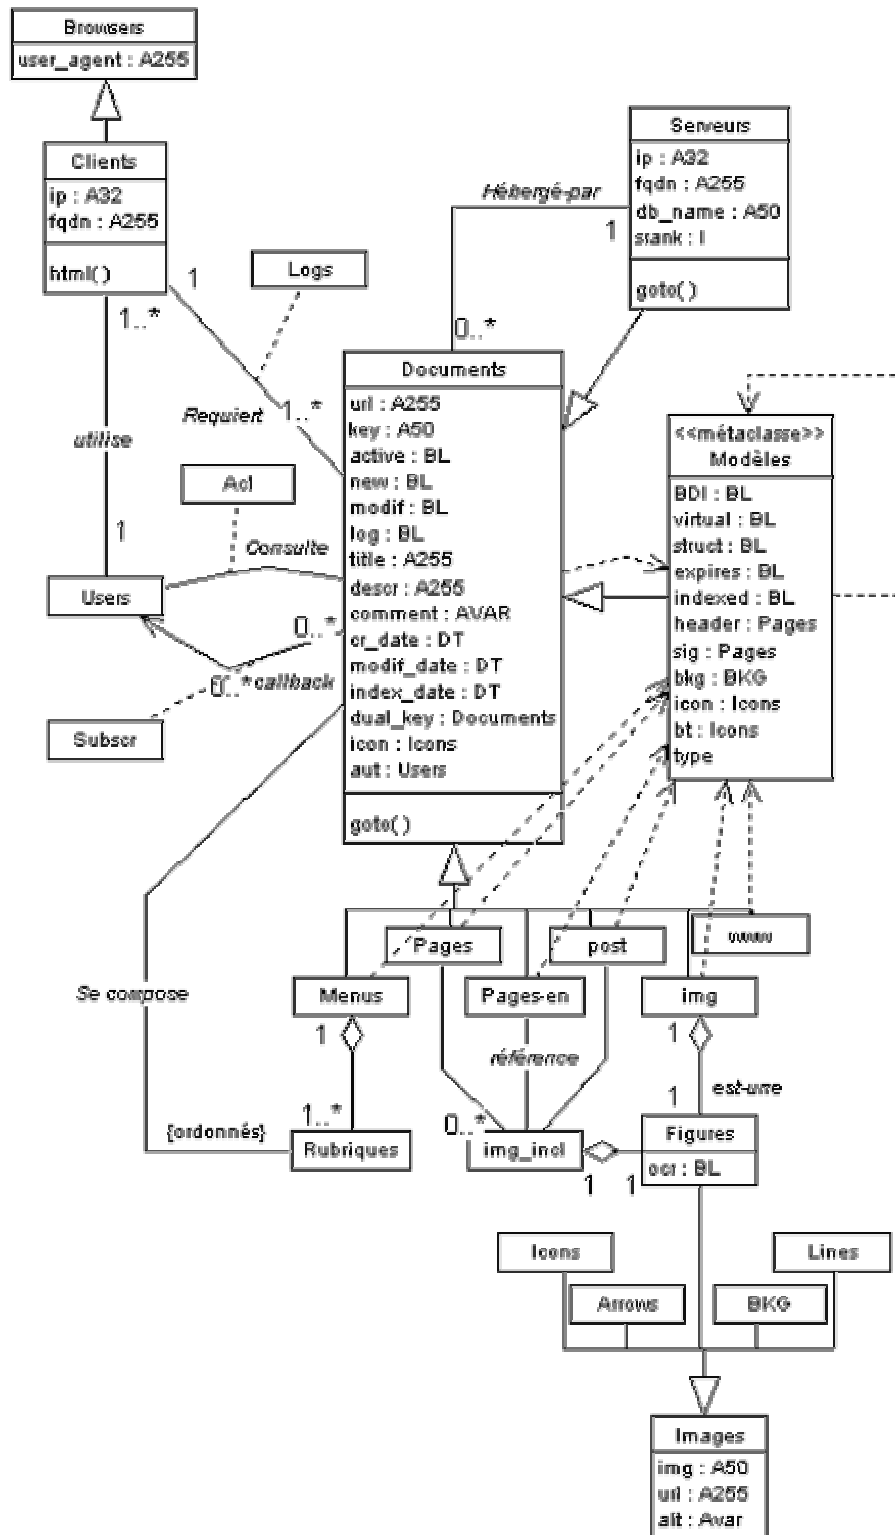 Browsers
user_agent : A255
Clients
ip : A32
fqdn : A255
html()
Serveurs
ip : A32
fqdn : A255
db_name : A50
srank : I
goto()
Hébergé-par
1
0..*
Logs
1
1..*
Requiert
1..*
utilise
1
Documents
url : A255
key : A50
active : BL
new : BL
modif : BL
log : BL
title : A255
descr : A255
comment : AVAR
cr_date : DT
modif_date : DT
index_date : DT
dual_key : Documents
icon : Icons
aut : Users
goto()
<<métaclasse>>
Modèles
BDI : BL
virtual : BL
struct : BL
expires : BL
indexed : BL
header : Pages
sig : Pages
bkg : BKG
icon : Icons
bt : Icons
type
Acl
Consulte
Users
0..*
callback
Subscr
Pages
post
www
Menus
Pages-en
img
Se compose
1
référence
1
est-une
1..*
0..*
1
{ordonnés}
Rubriques
img_incl
1
1
Figures
ocr : BL
Icons
Lines
Arrows
BKG
Images
img : A50
url : A255
alt : Avar